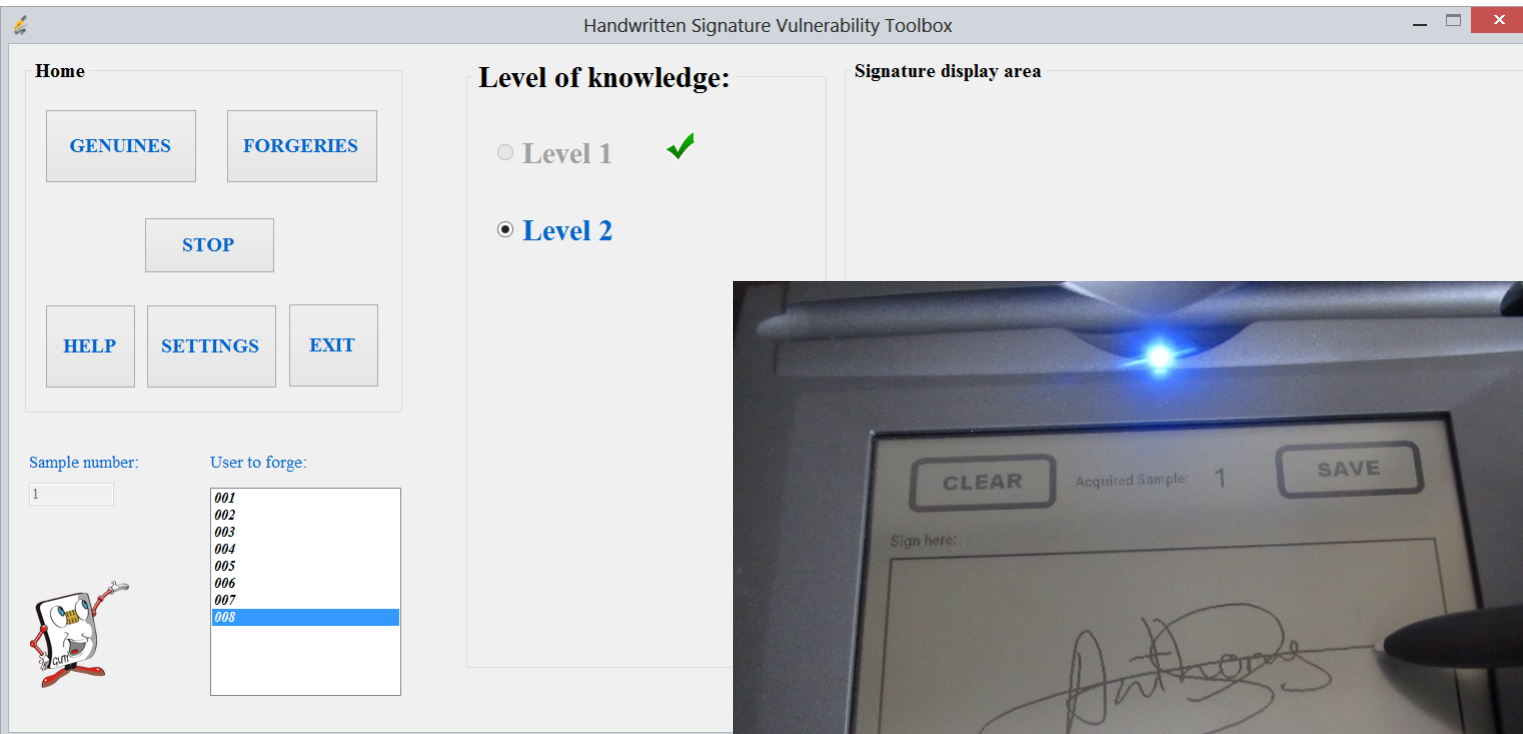 Handwritten Signature Vulnerability Toolbox
Home
GENUINES
FORGERIES
STOP
HELP
SETTINGS
EXIT
Sample number:
1
User to forge:
001
002
003
004
005
006
007
008
Level of knowledge:
Level 1
Level 2
Signature display area
CLEAR
Acquired Sample: 1
SAVE
Sign here:
Anthony
GUTI